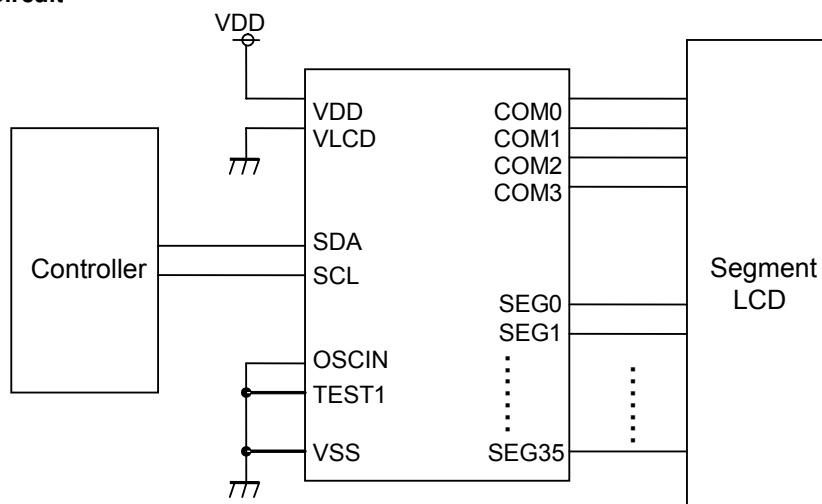 VDD
VDD
VLCD
SDA
SCL
OSCIN
TEST1
VSS
COM0
COM1
COM2
COM3
SEG0
SEG1
SEG35
Controller
Segment
LCD